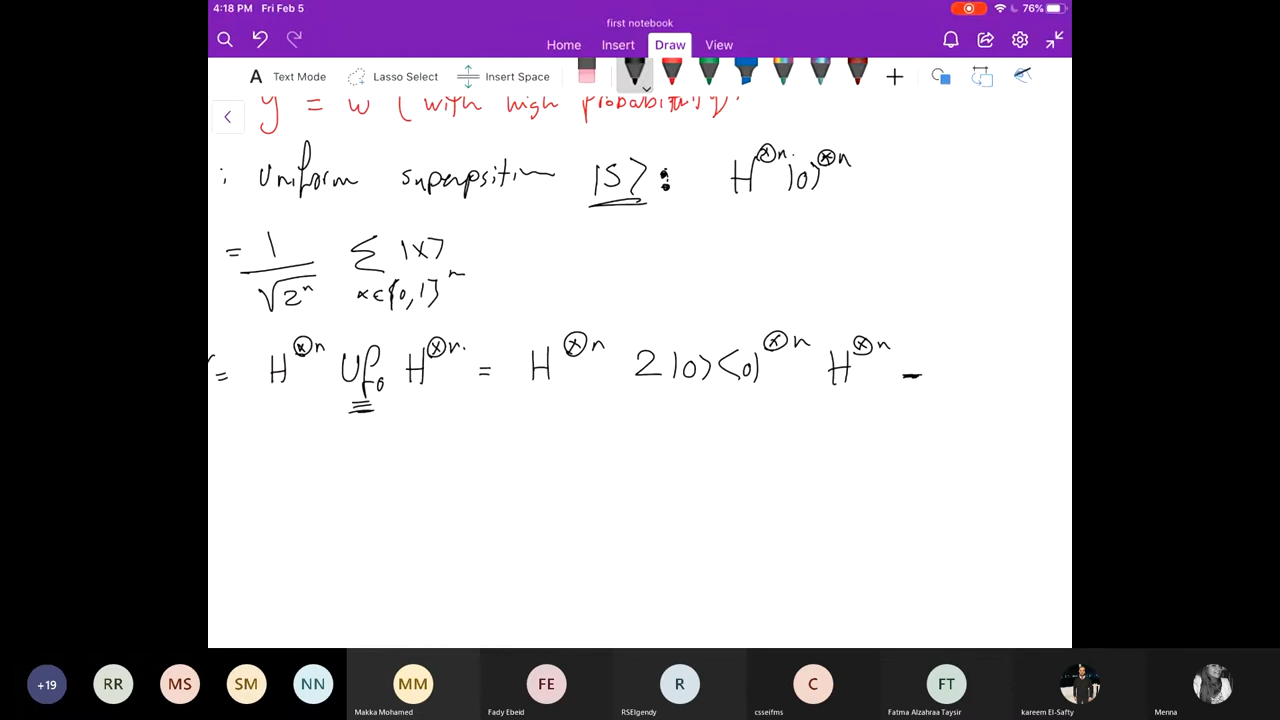 4:18 PM Fri Feb 5
76%
first notebook
Home Insert Draw View
A Text Mode Lasso Select Insert Space
y = w (with high probability).
: Uniform superposition |S⟩: H^⊗n |0⟩^⊗n
= 1/√2ⁿ Σ |x⟩
x∈{0,1}ⁿ
= H^⊗n U_f₀ H^⊗n = H^⊗n 2|0⟩⟨0|^⊗n H^⊗n –
+19 RR MS SM NN MM FE R C FT
Makka Mohamed Fady Ebeid RSElgendy csseifms Fatma Alzahraa Taysir kareem El-Safty Menna